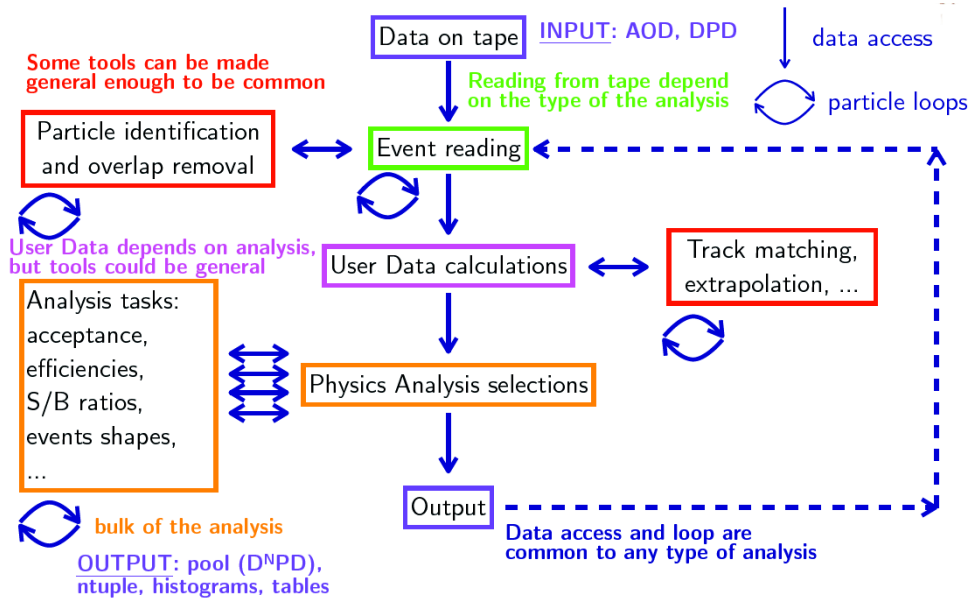 Data on tape
INPUT: AOD, DPD
data access
particle loops
Some tools can be made
general enough to be common
Reading from tape depend
on the type of the analysis
Particle identification
and overlap removal
Event reading
User Data depends on analysis,
but tools could be general
User Data calculations
Track matching,
extrapolation, ...
Analysis tasks:
acceptance,
efficiencies,
S/B ratios,
events shapes,
...
Physics Analysis selections
Output
bulk of the analysis
Data access and loop are
common to any type of analysis
OUTPUT: pool (DᴺPD),
ntuple, histograms, tables